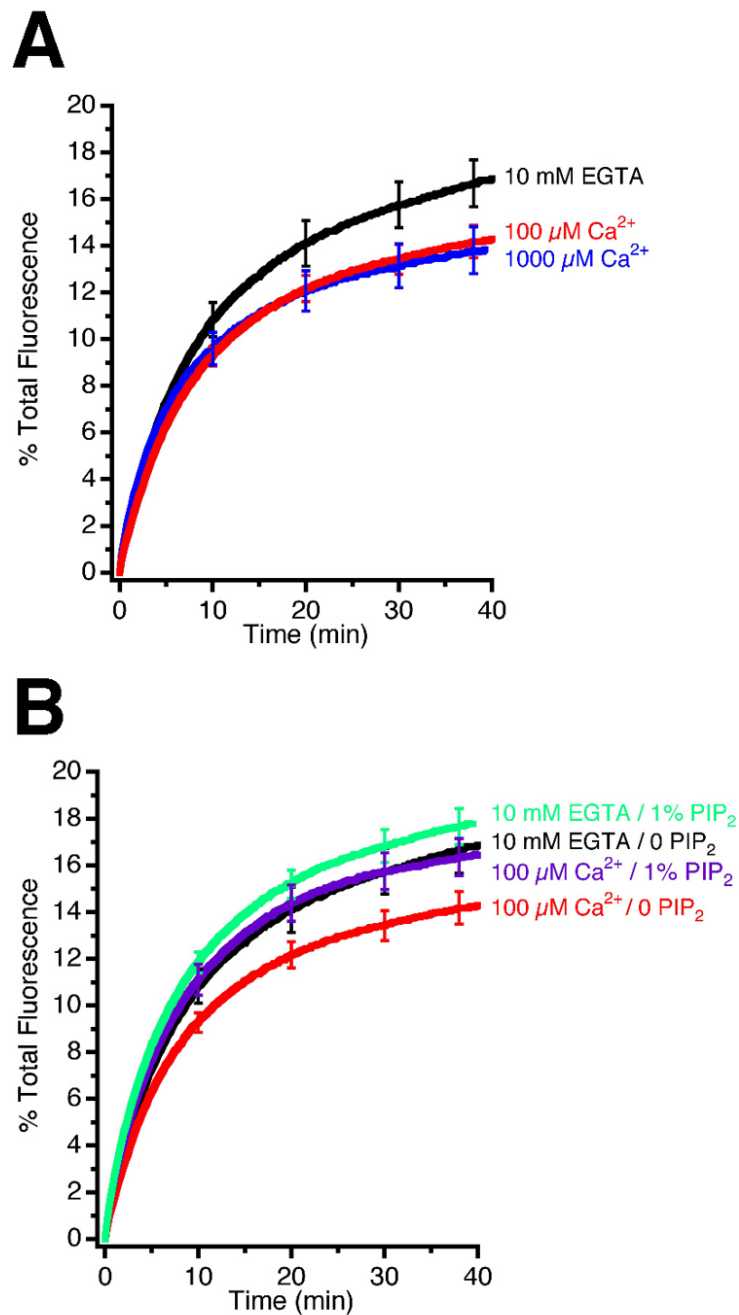 A
20
18
16
14
12
10
8
6
4
2
0
% Total Fluorescence
10 mM EGTA
100 µM Ca²⁺
1000 µM Ca²⁺
0 10 20 30 40
Time (min)
B
20
18
16
14
12
10
8
6
4
2
0
% Total Fluorescence
10 mM EGTA / 1% PIP₂
10 mM EGTA / 0 PIP₂
100 µM Ca²⁺ / 1% PIP₂
100 µM Ca²⁺ / 0 PIP₂
0 10 20 30 40
Time (min)